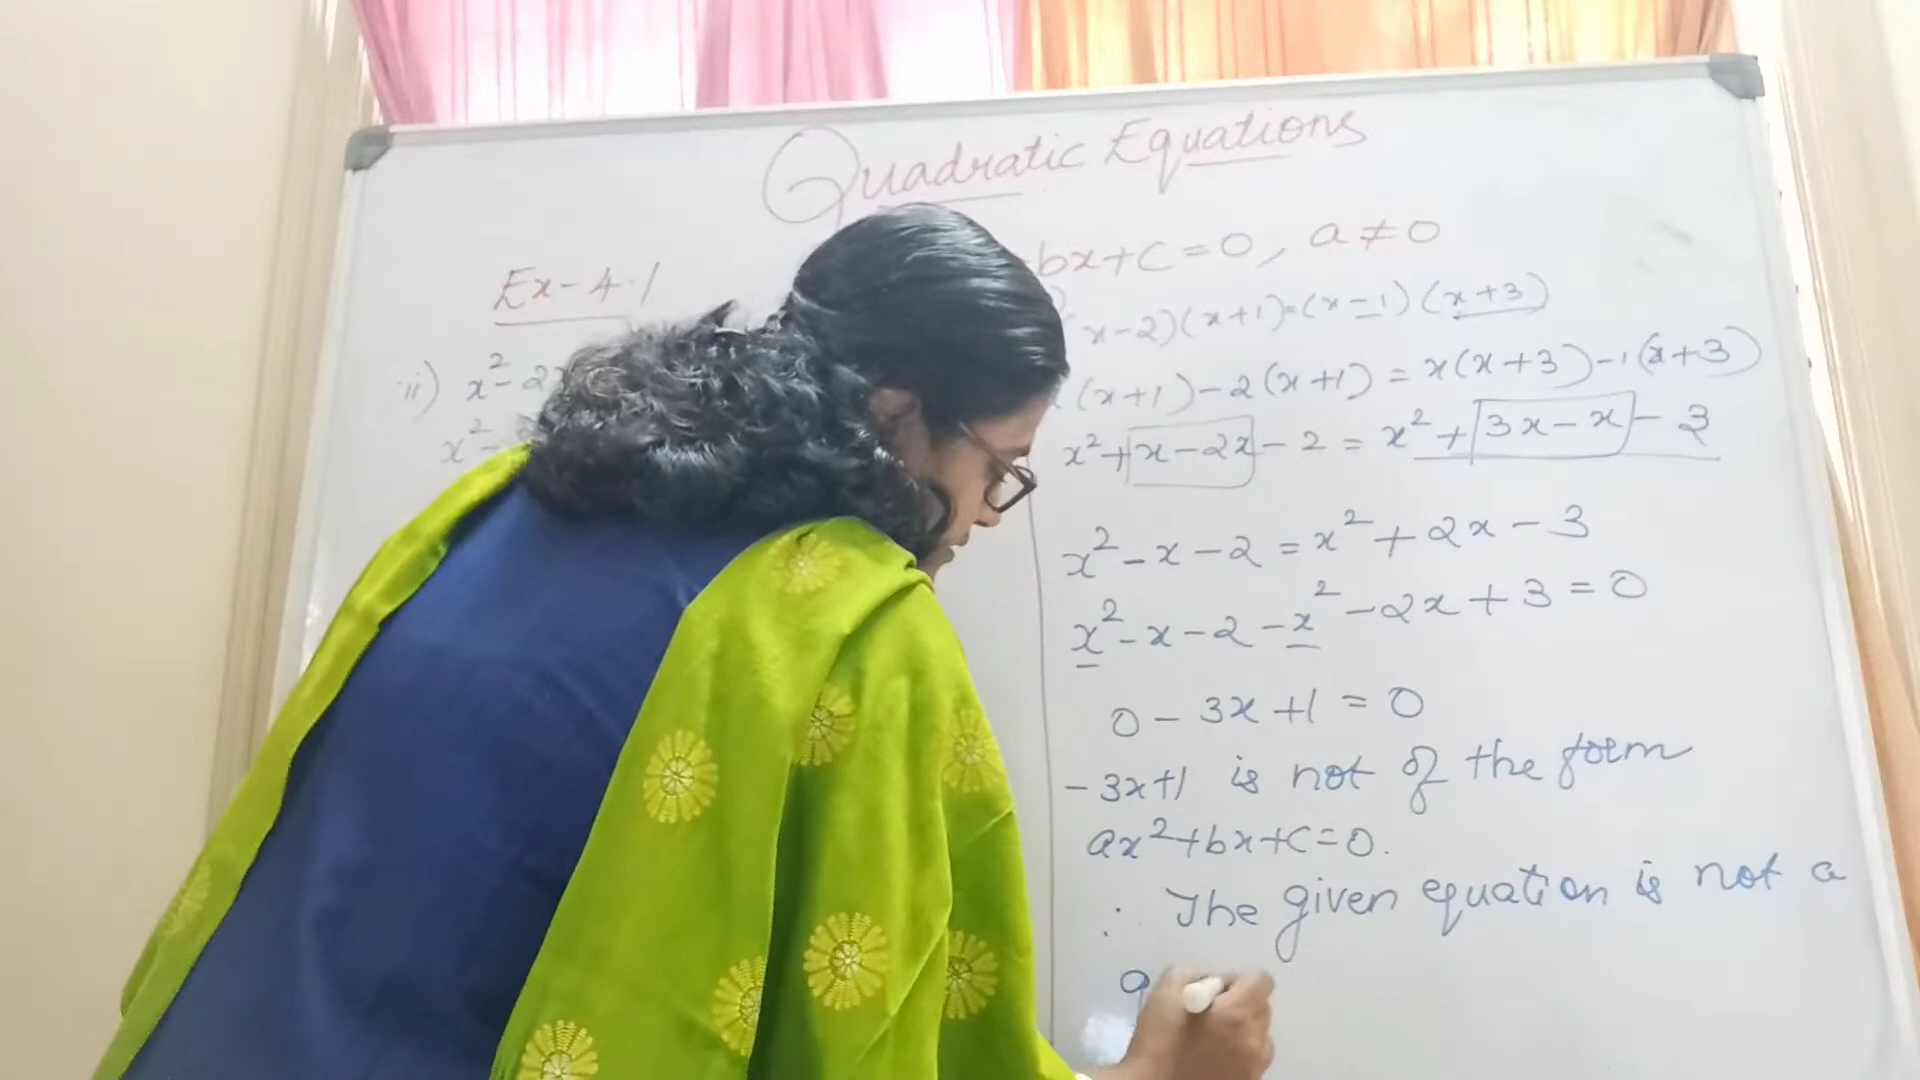 Quadratic Equations
bx+c=0, a≠0
Ex-4.1
ii) x²-2x
x²-
x-2)(x+1)=(x-1)(x+3)
(x+1)-2(x+1)=x(x+3)-1(x+3)
x²+x-2x-2=x²+3x-x-3
x²-x-2=x²+2x-3
x²-x-2-x²-2x+3=0
0-3x+1=0
-3x+1 is not of the form
ax²+bx+c=0.
∴ The given equation is not a
q